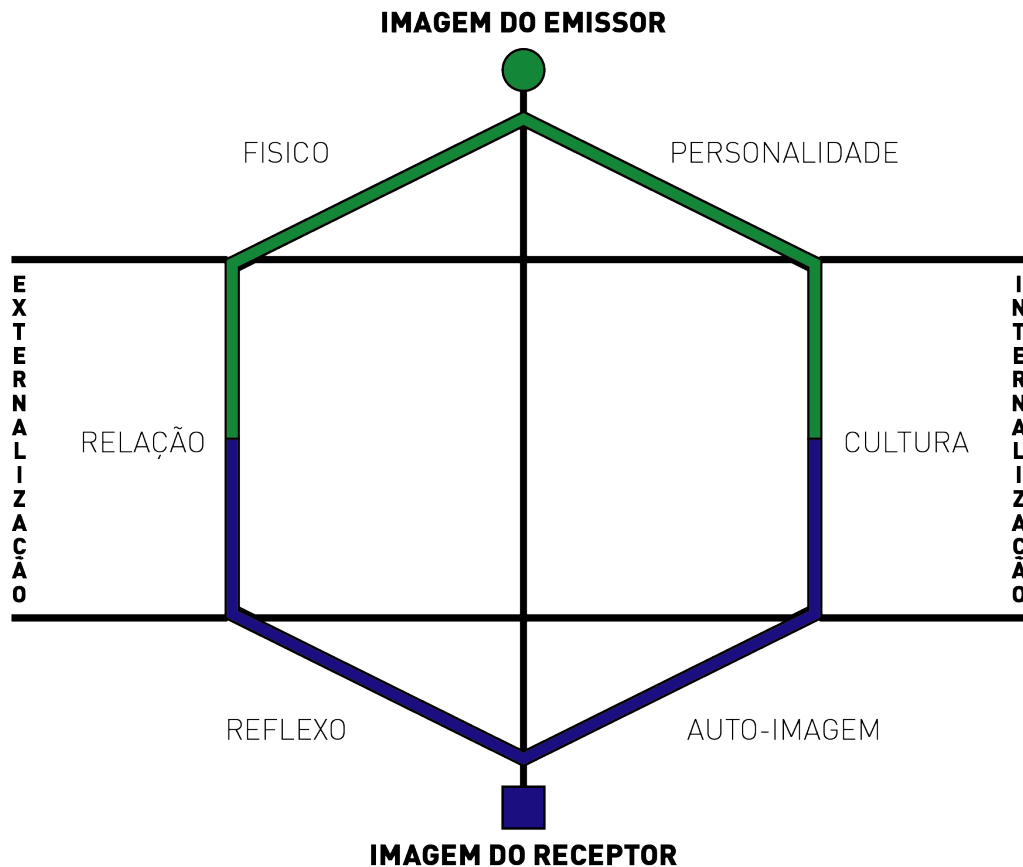 IMAGEM DO EMISSOR
FISICO
PERSONALIDADE
EXTERNALIZAÇÃO
INTERNALIZAÇÃO
RELAÇÃO
CULTURA
REFLEXO
AUTO-IMAGEM
IMAGEM DO RECEPTOR